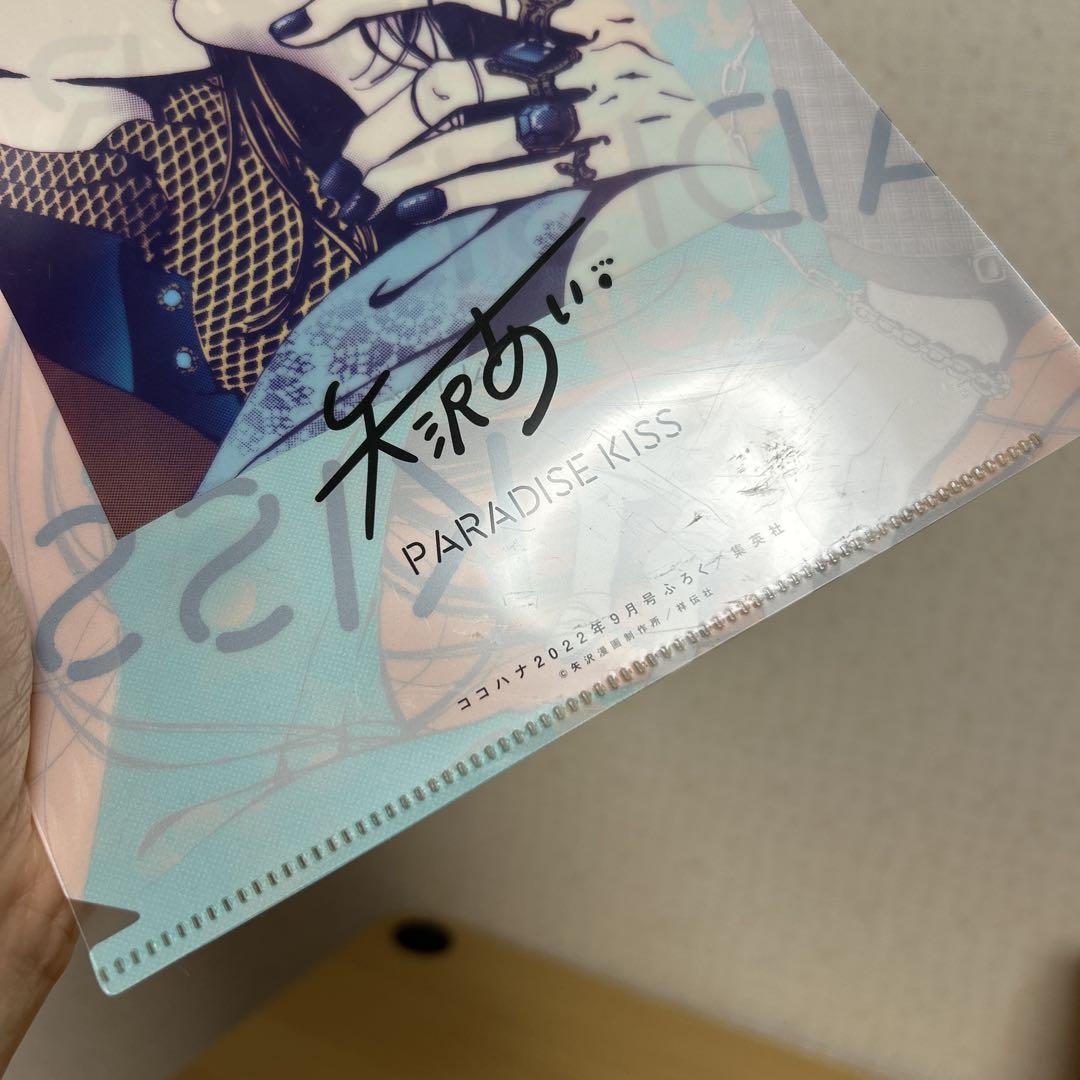 矢沢あい
PARADISE KISS
ココハナ2022年9月号ふろく／集英社
©矢沢漫画制作所／祥伝社
KISS